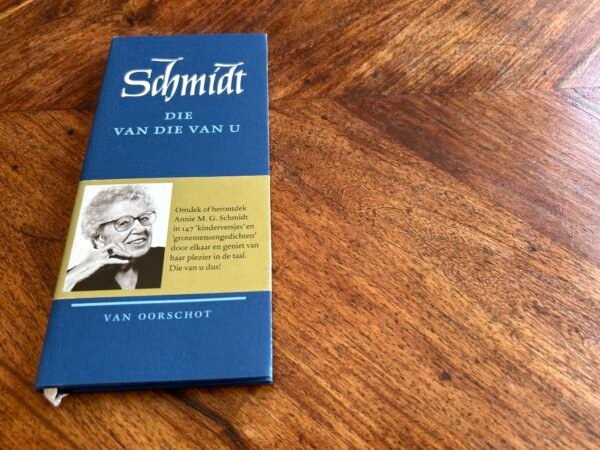 Schmidt
DIE
VAN DIE VAN U
Ontdek of herontdek
Annie M. G. Schmidt
in 147 'kinderversjes' en
'grotemensengedichten'
door elkaar en geniet van
haar plezier in de taal.
Die van u dus!
VAN OORSCHOT